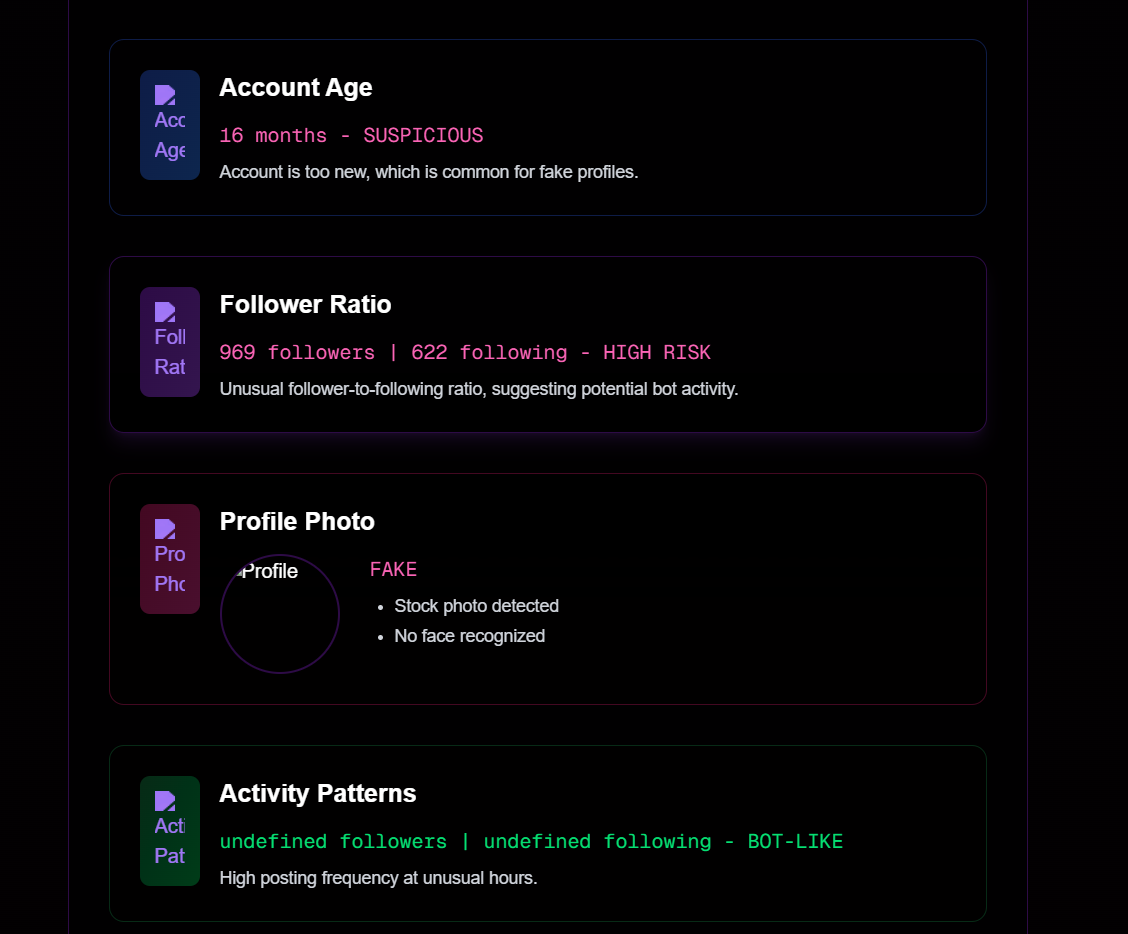 Acc
Age
Account Age
16 months - SUSPICIOUS
Account is too new, which is common for fake profiles.
Foll
Rat
Follower Ratio
969 followers | 622 following - HIGH RISK
Unusual follower-to-following ratio, suggesting potential bot activity.
Pro
Pho
Profile Photo
Profile
FAKE
• Stock photo detected
• No face recognized
Acti
Pat
Activity Patterns
undefined followers | undefined following - BOT-LIKE
High posting frequency at unusual hours.